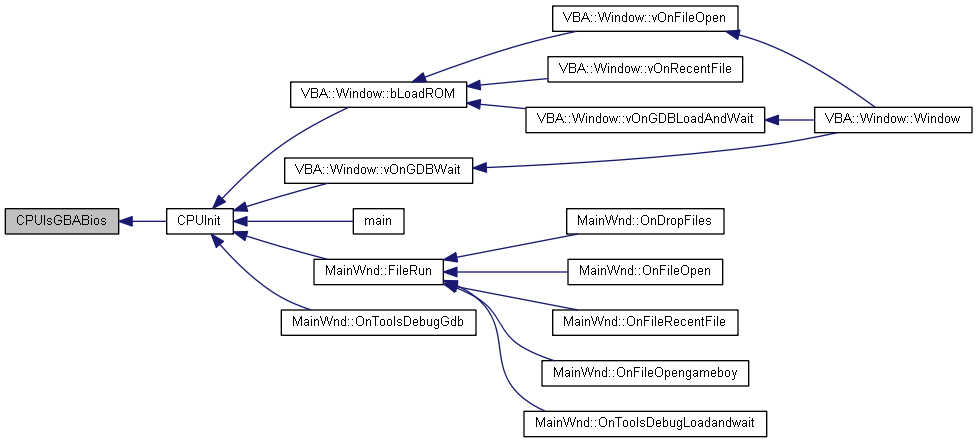 VBA::Window::vOnFileOpen
VBA::Window::vOnRecentFile
VBA::Window::bLoadROM
VBA::Window::vOnGDBLoadAndWait
VBA::Window::Window
VBA::Window::vOnGDBWait
CPUIsGBABios
CPUInit
main
MainWnd::OnDropFiles
MainWnd::FileRun
MainWnd::OnFileOpen
MainWnd::OnToolsDebugGdb
MainWnd::OnFileRecentFile
MainWnd::OnFileOpengameboy
MainWnd::OnToolsDebugLoadandwait